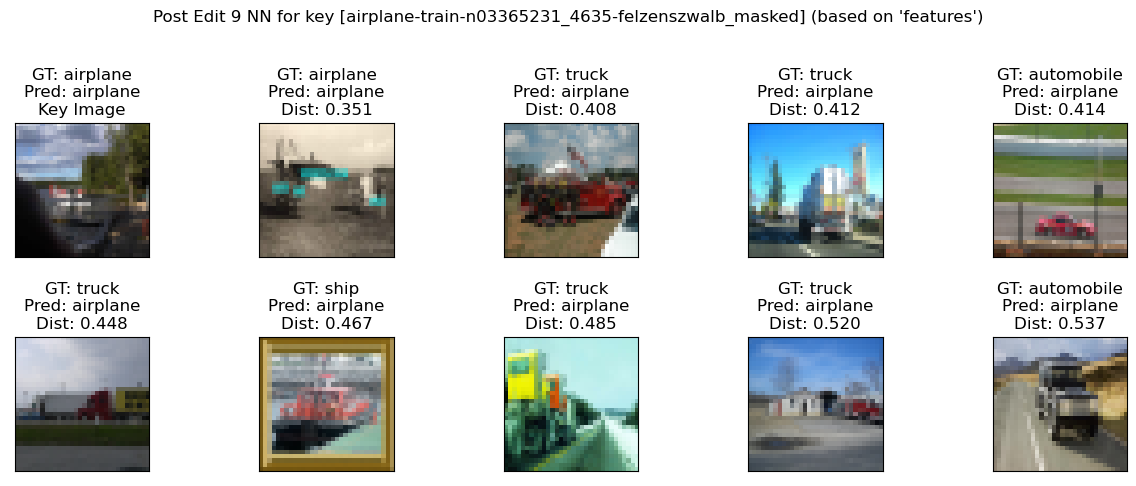 Post Edit 9 NN for key [airplane-train-n03365231_4635-felzenszwalb_masked] (based on 'features')
GT: airplane
Pred: airplane
Key Image
GT: airplane
Pred: airplane
Dist: 0.351
GT: truck
Pred: airplane
Dist: 0.408
GT: truck
Pred: airplane
Dist: 0.412
GT: automobile
Pred: airplane
Dist: 0.414
GT: truck
Pred: airplane
Dist: 0.448
GT: ship
Pred: airplane
Dist: 0.467
GT: truck
Pred: airplane
Dist: 0.485
GT: truck
Pred: airplane
Dist: 0.520
GT: automobile
Pred: airplane
Dist: 0.537